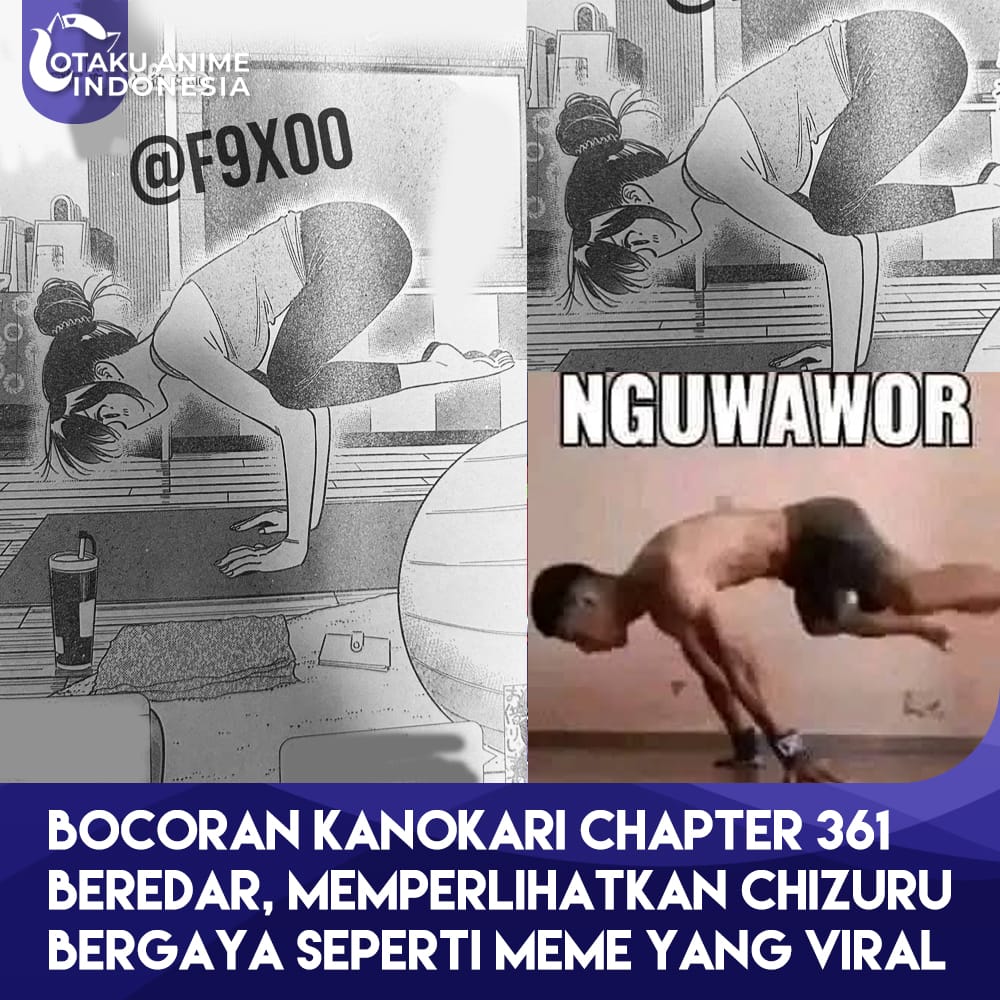 OTAKU ANIME
INDONESIA
@F9X00
NGUWAWOR
BOCORAN KANOKARI CHAPTER 361
BEREDAR, MEMPERLIHATKAN CHIZURU
BERGAYA SEPERTI MEME YANG VIRAL